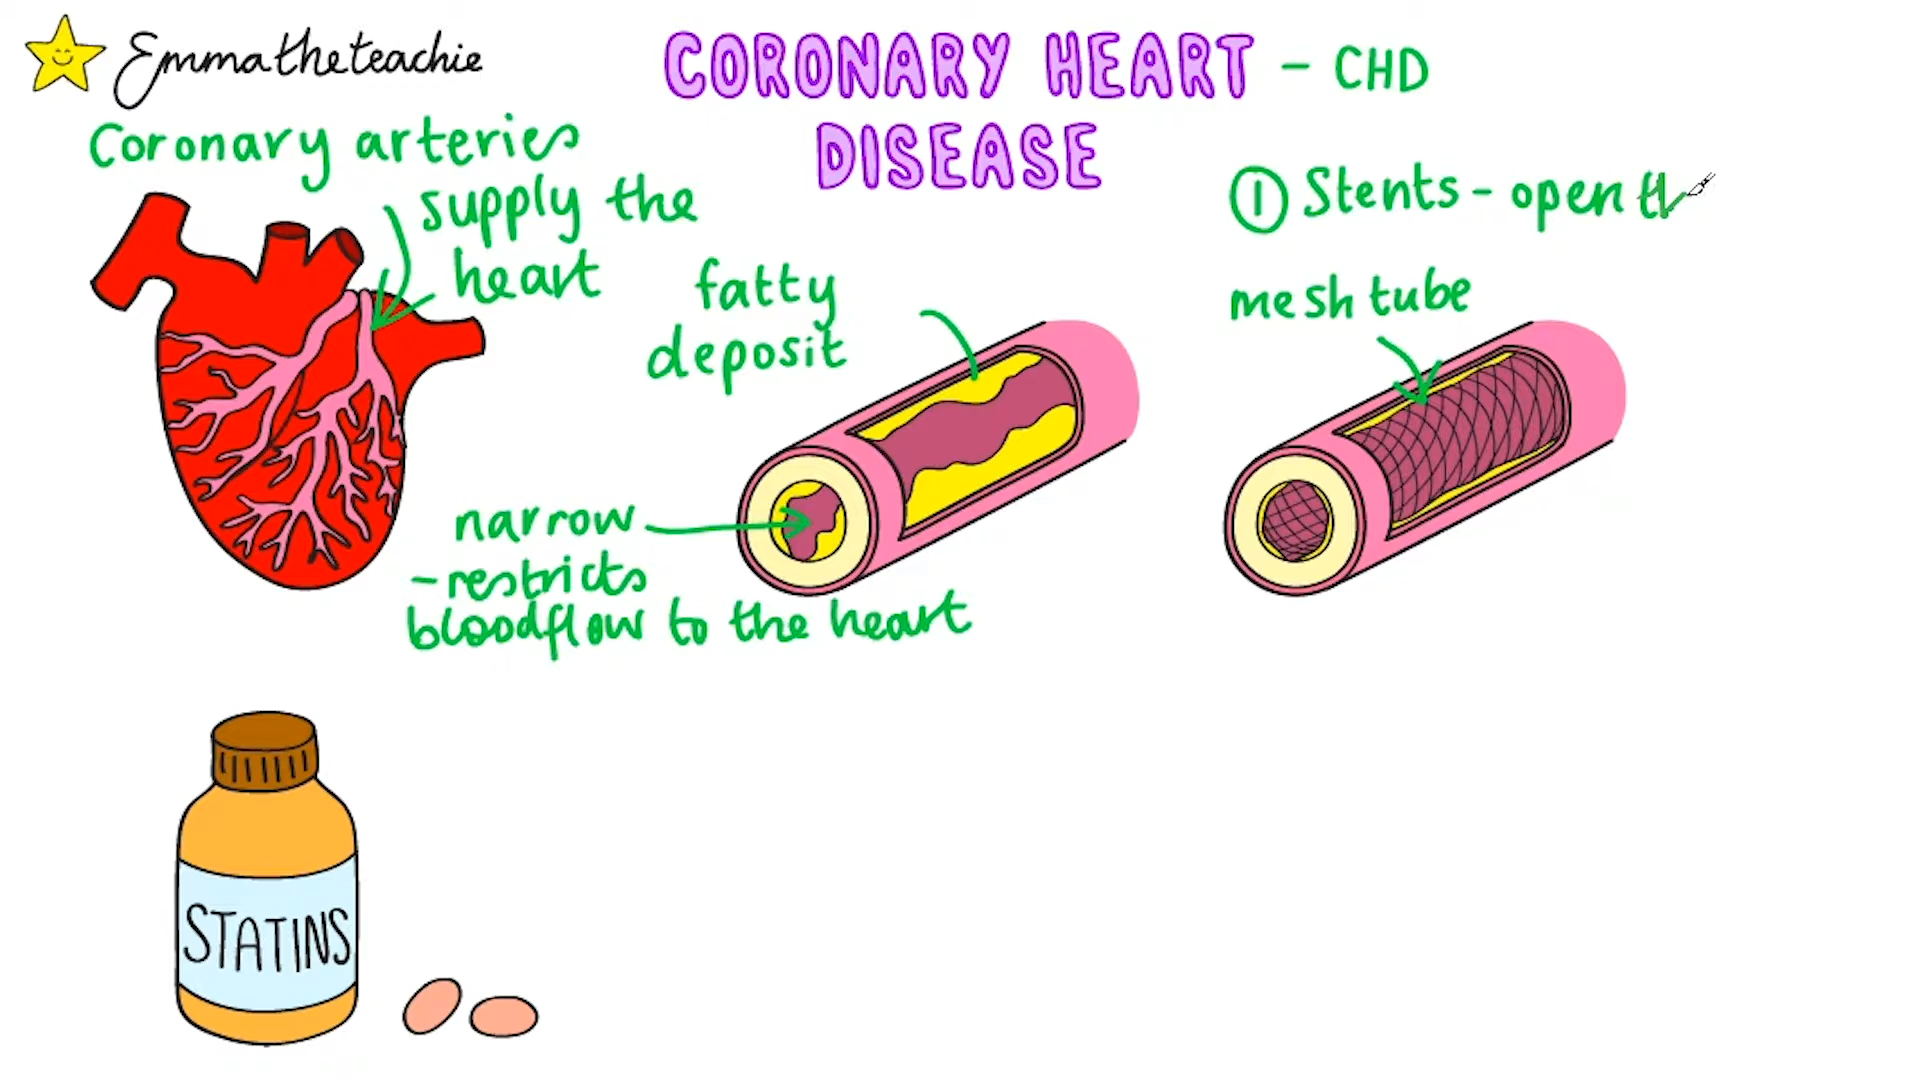 Emmatheteachie
CORONARY HEART - CHD
DISEASE
Coronary arteries
supply the
heart
① Stents - open
fatty
deposit
mesh tube
narrow
- restricts
bloodflow to the heart
STATINS